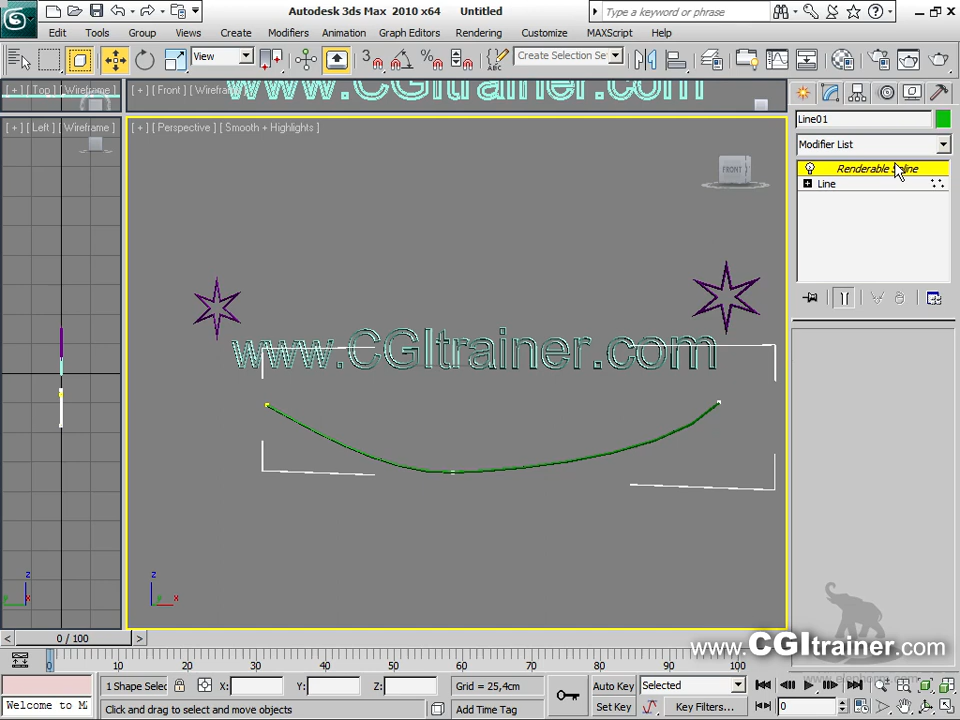 Autodesk 3ds Max 2010 x64 Untitled
Type a keyword or phrase
Edit Tools Group Views Create Modifiers Animation Graph Editors Rendering Customize MAXScript Help
View
Create Selection Se
[ + ] [ Top ] [ Wireframe ]
[ + ] [ Front ] [ Wirefram
www.CGItrainer.com
[ + ] [ Left ] [ Wireframe ]
[ + ] [ Perspective ] [ Smooth + Highlights ]
FRONT
www.CGItrainer.com
z
y
x
z
y
x
Line01
Modifier List
Renderable Spline
Line
www.CGItrainer.com
0 / 100
0 10 20 30 40 50 60 70 80 90 100
1 Shape Selec
X: Y: Z:
Grid = 25,4cm
Auto Key
Selected
Welcome to M
Click and drag to select and move objects
Add Time Tag
Set Key
Key Filters...
0